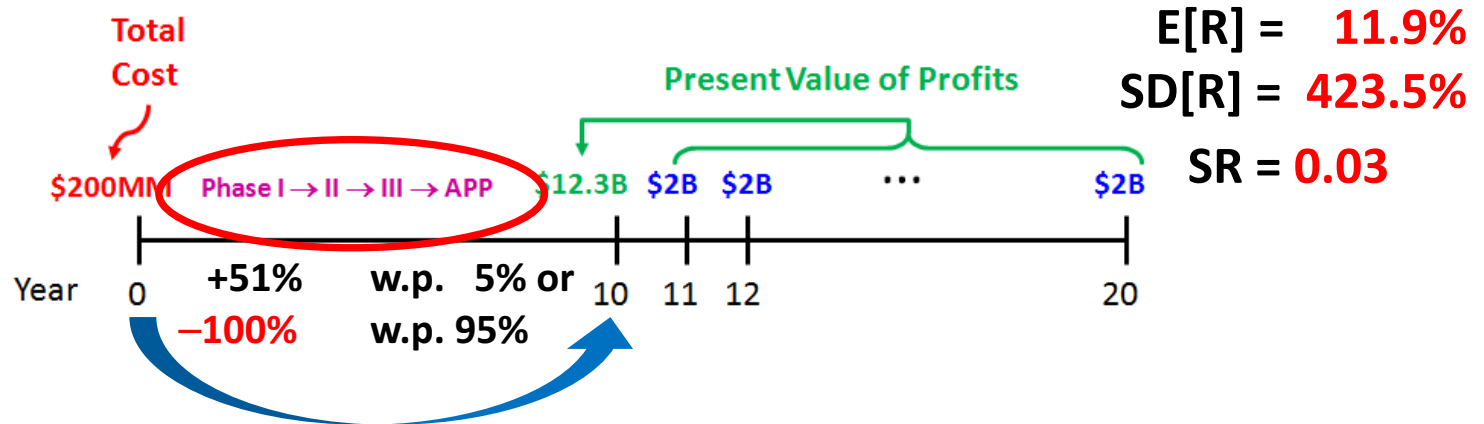 Total
Cost
Present Value of Profits
E[R] = 11.9%
SD[R] = 423.5%
SR = 0.03
$200MM Phase I → II → III → APP $12.3B $2B $2B ... $2B
Year 0 10 11 12 20
+51% w.p. 5% or
−100% w.p. 95%